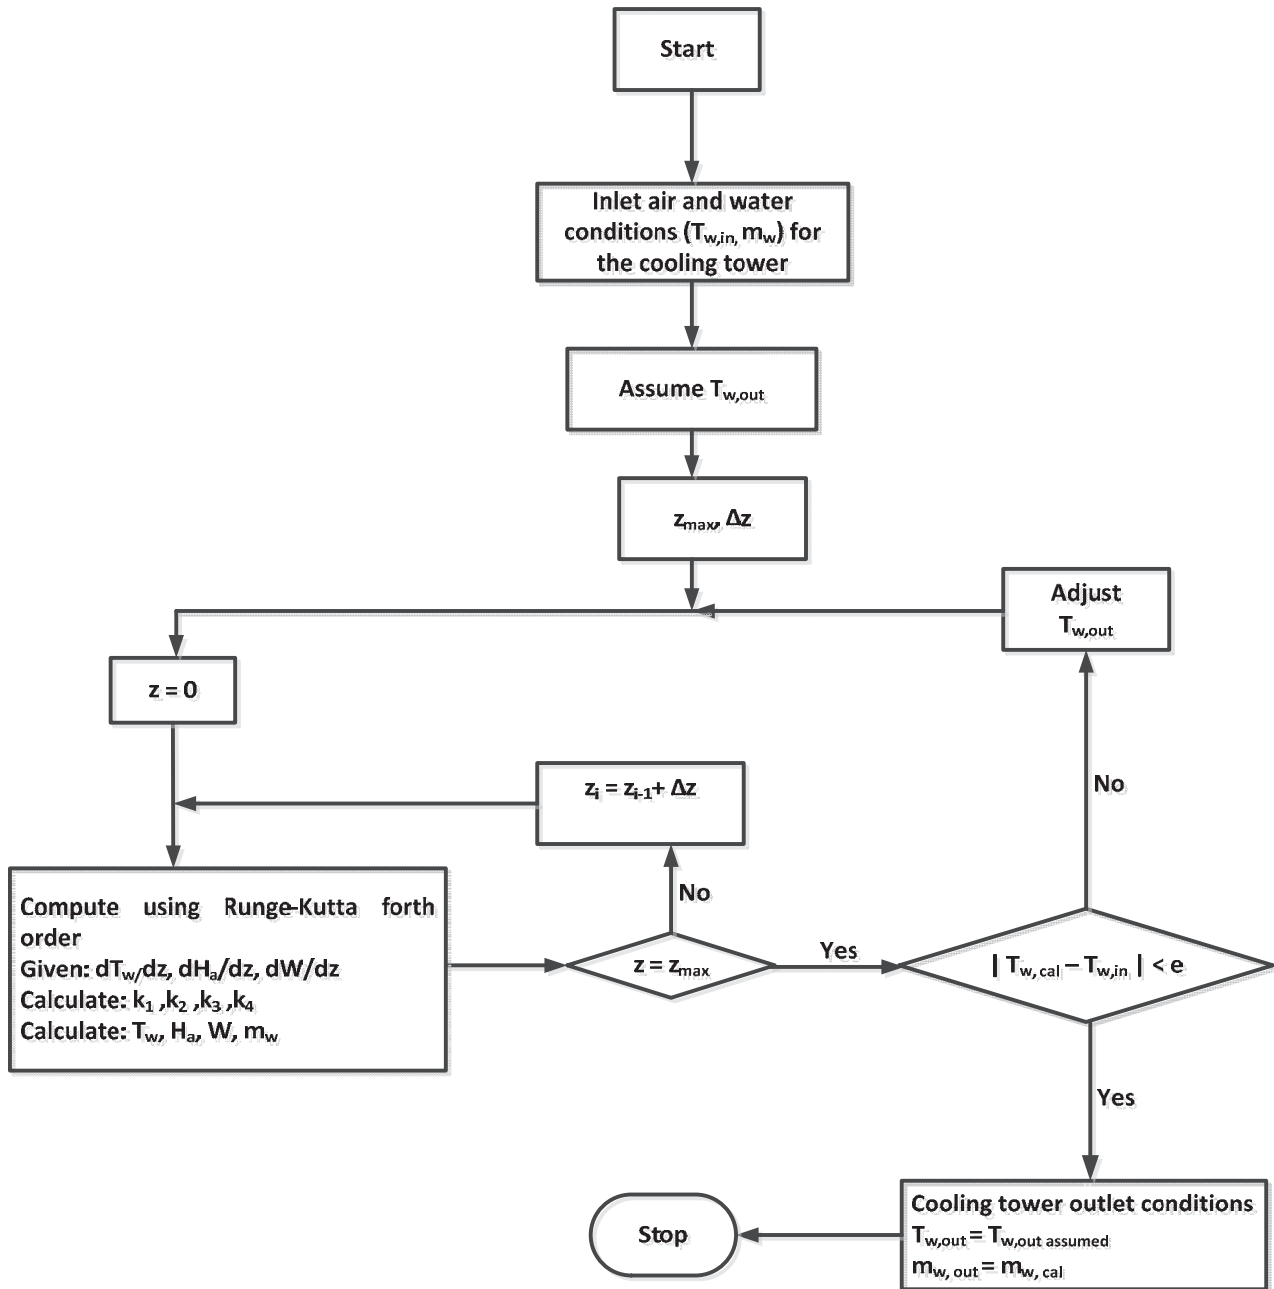 Start
Inlet air and water
conditions (Tw,in, mw) for
the cooling tower
Assume Tw,out
zmax, Δz
Adjust
Tw,out
z = 0
zi = zi-1+ Δz
No
No
Compute using Runge-Kutta forth
order
Given: dTw/dz, dHa/dz, dW/dz
Calculate: k1 ,k2 ,k3 ,k4
Calculate: Tw, Ha, W, mw
z = zmax
Yes
| Tw, cal – Tw,in | < e
Yes
Cooling tower outlet conditions
Tw,out = Tw,out assumed
mw, out = mw, cal
Stop